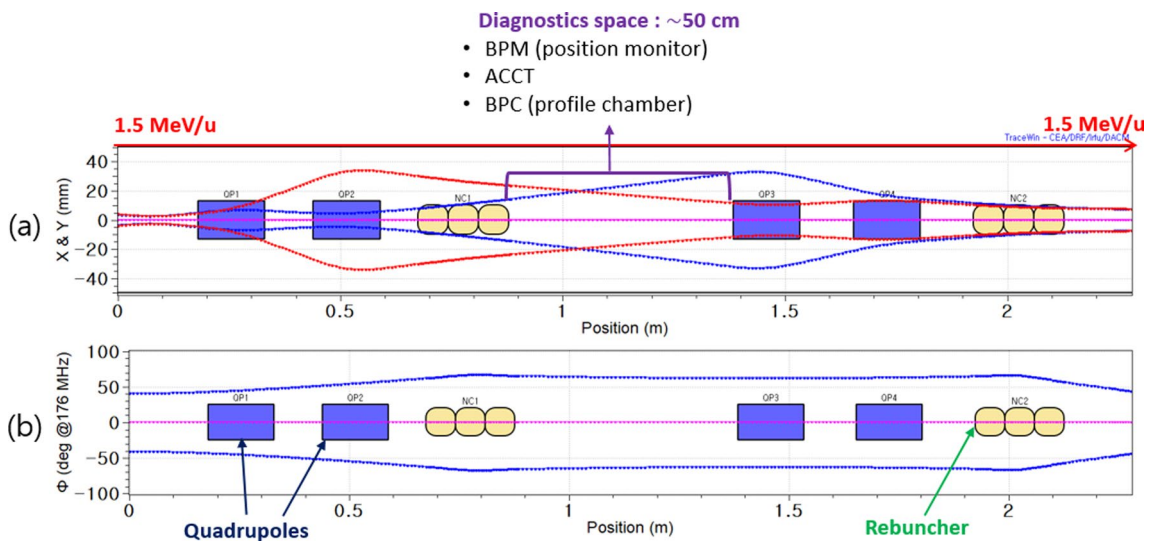 Diagnostics space : ~50 cm
• BPM (position monitor)
• ACCT
• BPC (profile chamber)
1.5 MeV/u
1.5 MeV/u
TraceWin - CEA/DRF/Irfu/DACM
(a)
X & Y (mm)
40
20
0
−20
−40
QP1
QP2
NC1
QP3
QP4
NC2
0
0.5
1
1.5
2
Position (m)
(b)
Φ (deg @176 MHz)
100
50
0
−50
−100
QP1
QP2
NC1
QP3
QP4
NC2
0
0.5
1
1.5
2
Position (m)
Quadrupoles
Rebuncher